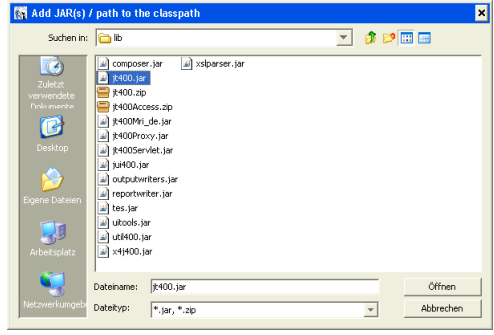 Add JAR(s) / path to the classpath
Suchen in:
lib
Zuletzt
verwendete
Dokumente
Desktop
Eigene Dateien
Arbeitsplatz
Netzwerkumgeb
composer.jar
jt400.jar
jt400.zip
jt400Access.zip
jt400Mri_de.jar
jt400Proxy.jar
jt400Servlet.jar
jui400.jar
outputwriters.jar
reportwriter.jar
tes.jar
uitools.jar
util400.jar
x4j400.jar
xslparser.jar
Dateiname:
jt400.jar
Öffnen
Dateityp:
*.jar, *.zip
Abbrechen